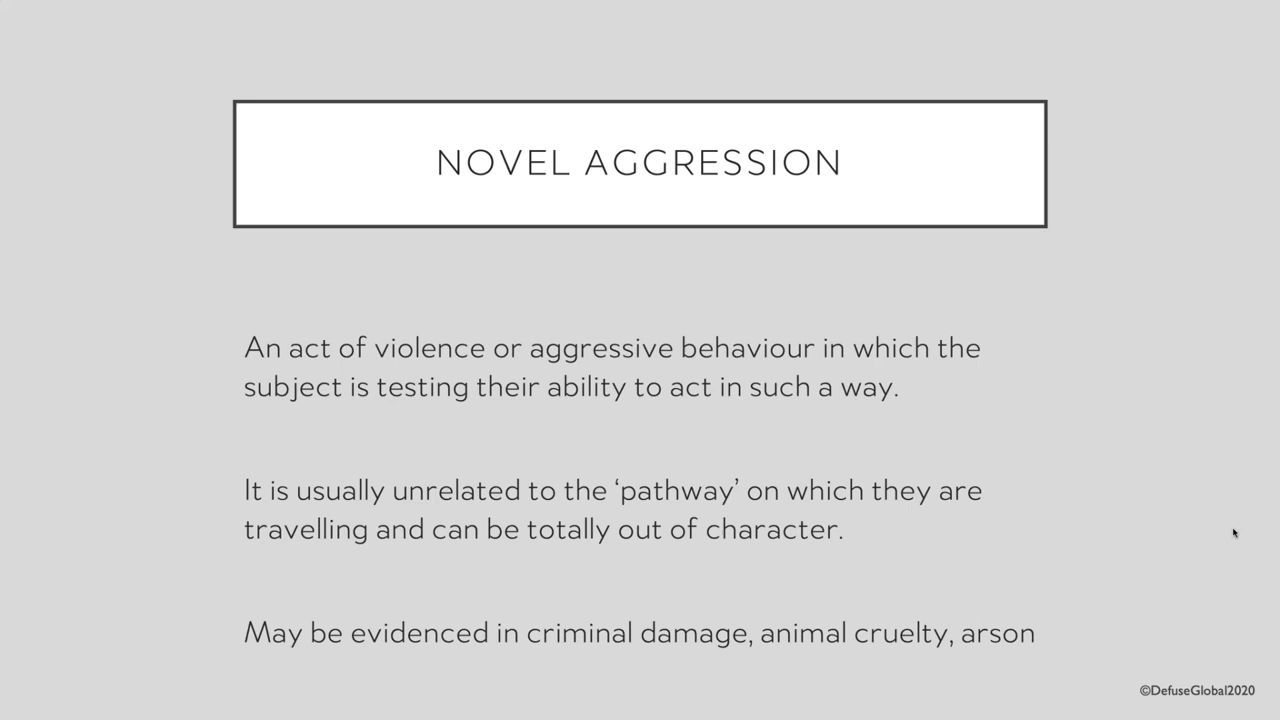 NOVEL AGGRESSION
An act of violence or aggressive behaviour in which the
subject is testing their ability to act in such a way.
It is usually unrelated to the ‘pathway’ on which they are
travelling and can be totally out of character.
May be evidenced in criminal damage, animal cruelty, arson
©DefuseGlobal2020